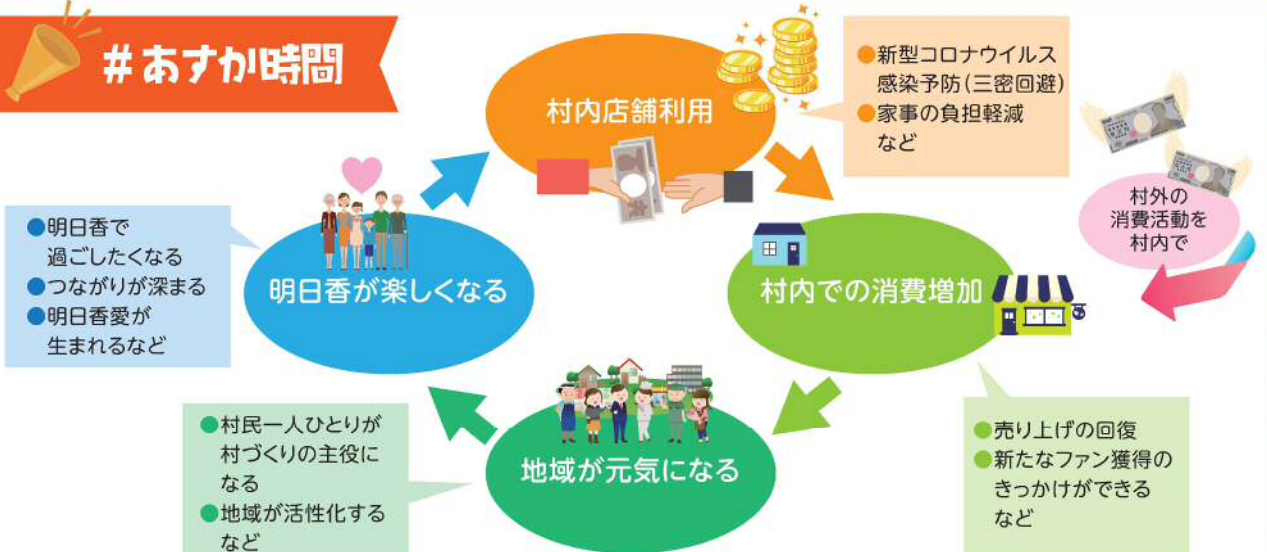 #あすか時間
村内店舗利用
●新型コロナウイルス
感染予防(三密回避)
●家事の負担軽減
など
村外の
消費活動を
村内で
村内での消費増加
●売り上げの回復
●新たなファン獲得の
きっかけができる
など
地域が元気になる
●村民一人ひとりが
村づくりの主役に
なる
●地域が活性化する
など
明日香が楽しくなる
●明日香で
過ごしたくなる
●つながりが深まる
●明日香愛が
生まれるなど